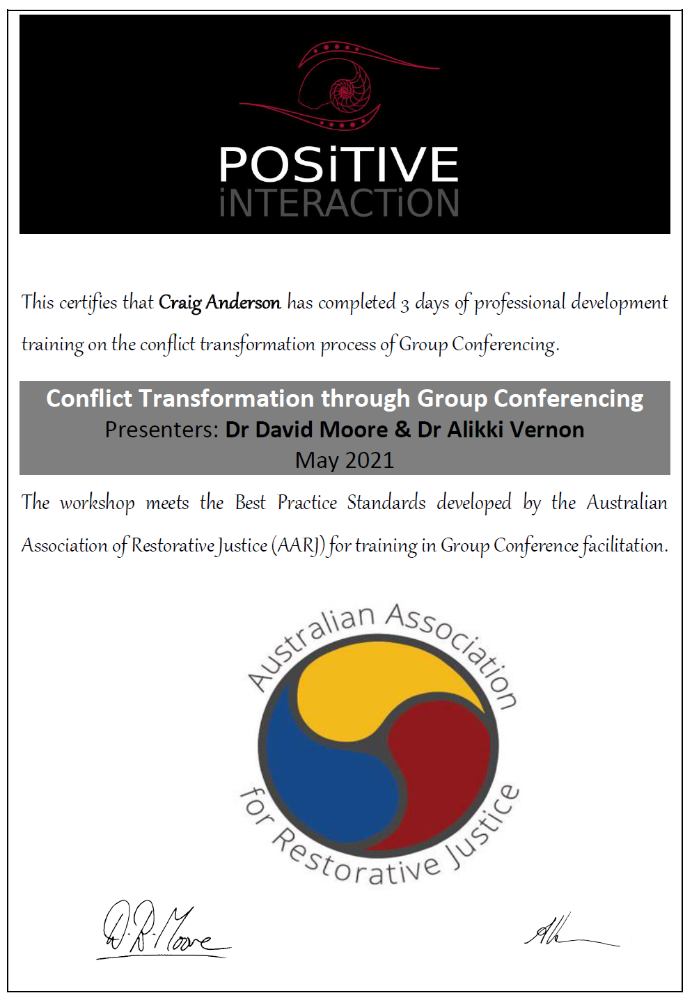 POSiTIVE
iNTERACTiON
This certifies that Craig Anderson has completed 3 days of professional development
training on the conflict transformation process of Group Conferencing.
Conflict Transformation through Group Conferencing
Presenters: Dr David Moore & Dr Alikki Vernon
May 2021
The workshop meets the Best Practice Standards developed by the Australian
Association of Restorative Justice (AARJ) for training in Group Conference facilitation.
Australian Association
for Restorative Justice
D.R.Moore